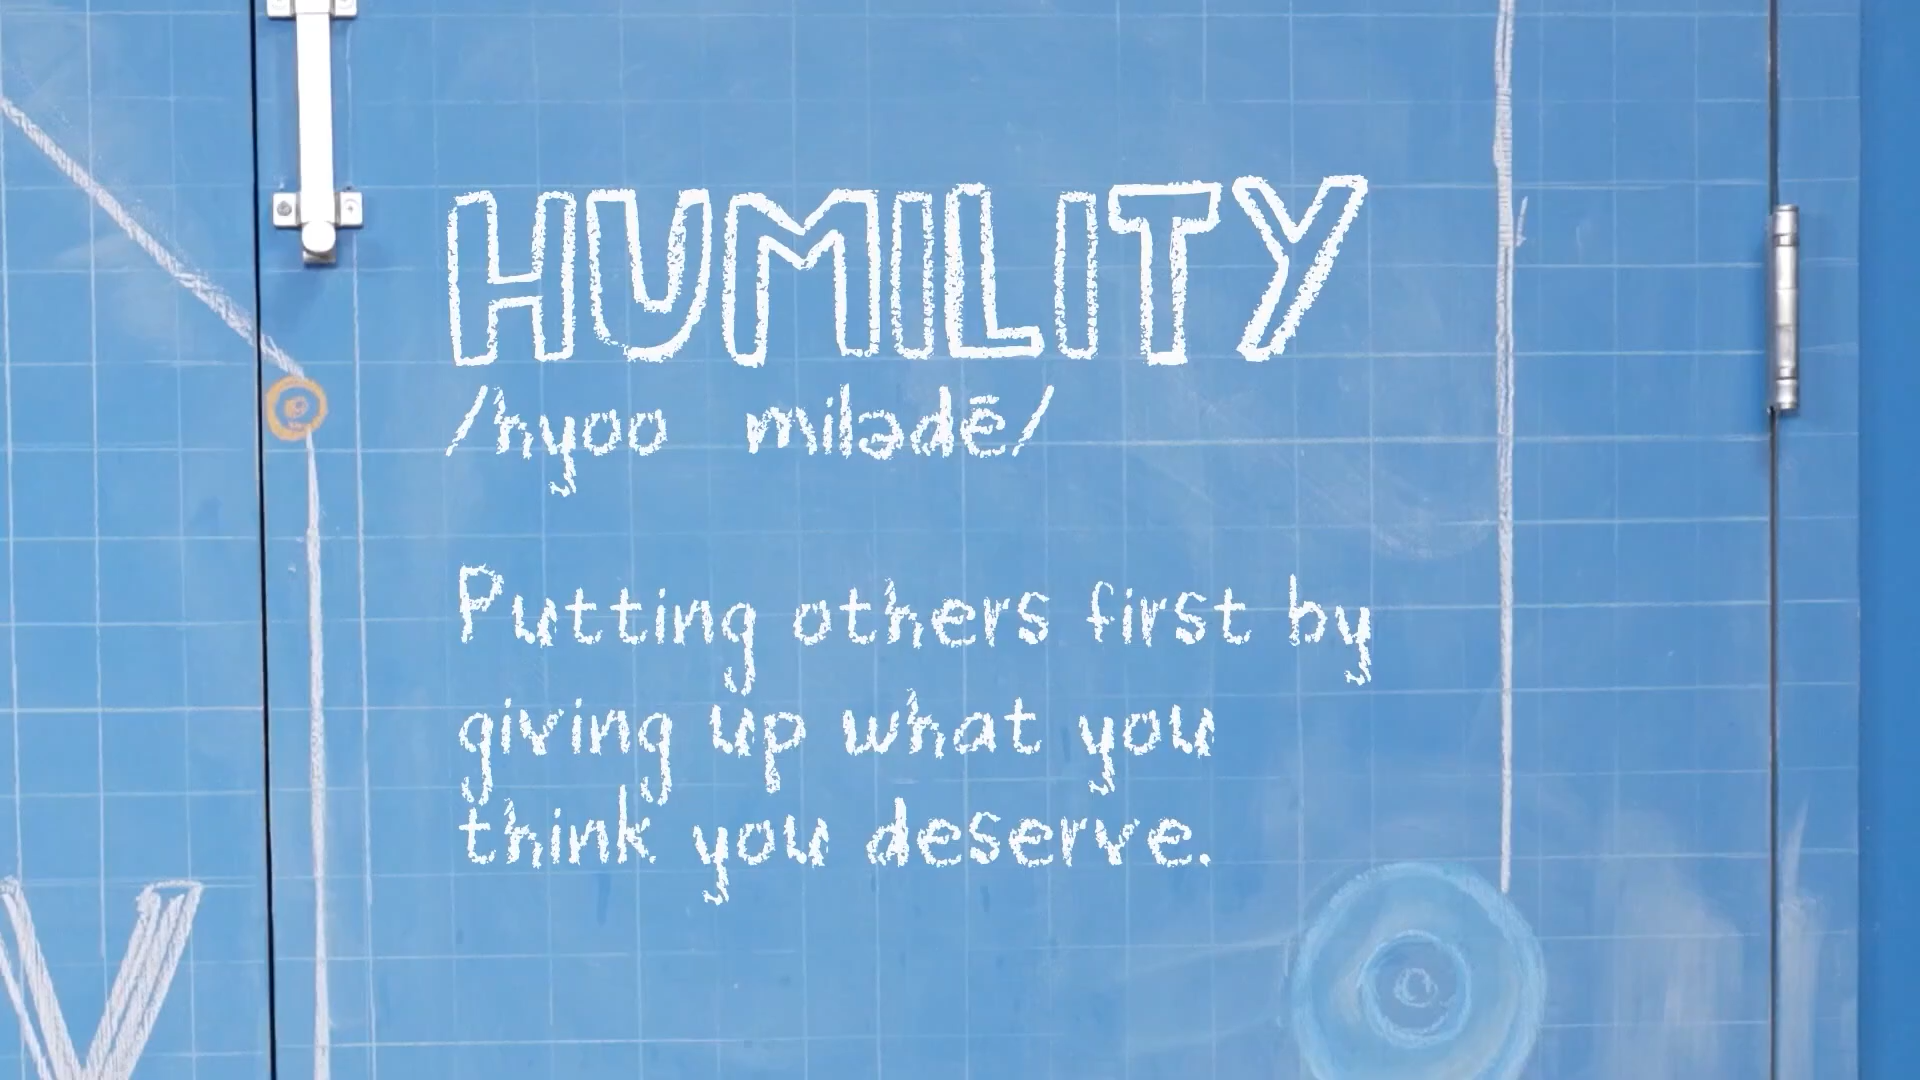 HUMILITY
/hyoo milədē/
Putting others first by
giving up what you
think you deserve.